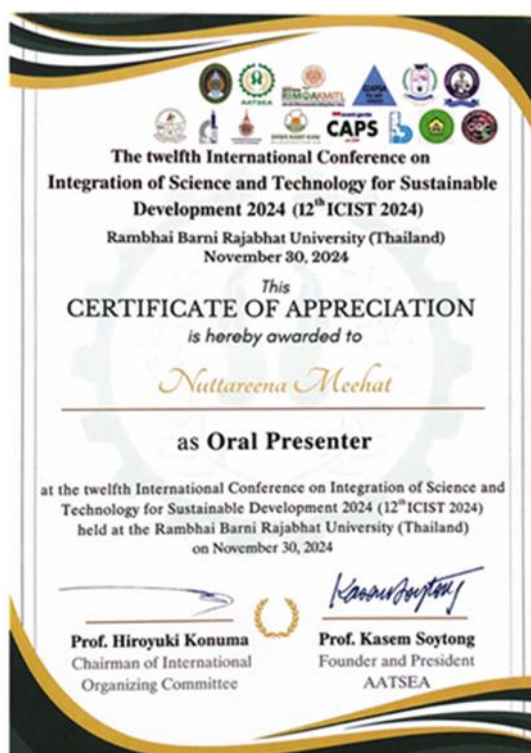 AATSEA
RIMQAKMITL
CAPS
The twelfth International Conference on
Integration of Science and Technology for Sustainable
Development 2024 (12th ICIST 2024)
Rambhai Barni Rajabhat University (Thailand)
November 30, 2024
This
CERTIFICATE OF APPRECIATION
is hereby awarded to
Nuttareena Meehat
as Oral Presenter
at the twelfth International Conference on Integration of Science and
Technology for Sustainable Development 2024 (12th ICIST 2024)
held at the Rambhai Barni Rajabhat University (Thailand)
on November 30, 2024
Prof. Hiroyuki Konuma
Chairman of International
Organizing Committee
Prof. Kasem Soytong
Founder and President
AATSEA